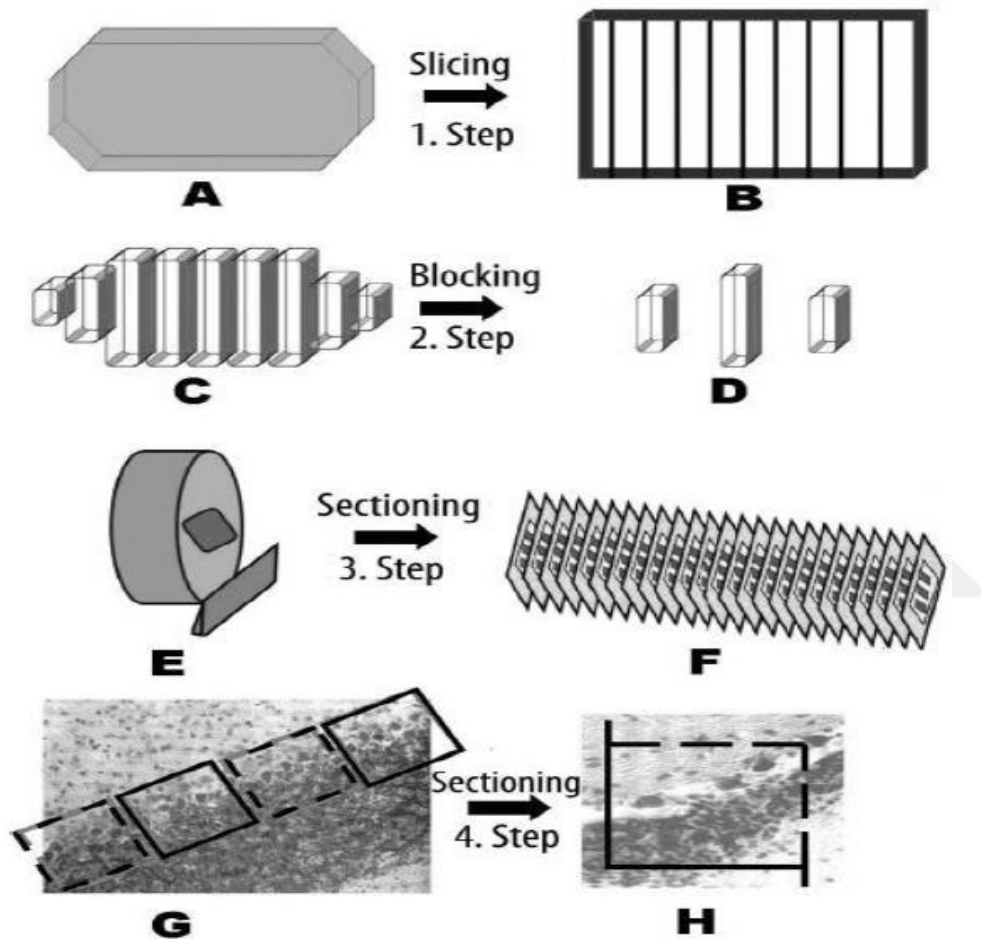 Slicing
1. Step
A
B
Blocking
2. Step
C
D
Sectioning
3. Step
E
F
Sectioning
4. Step
G
H